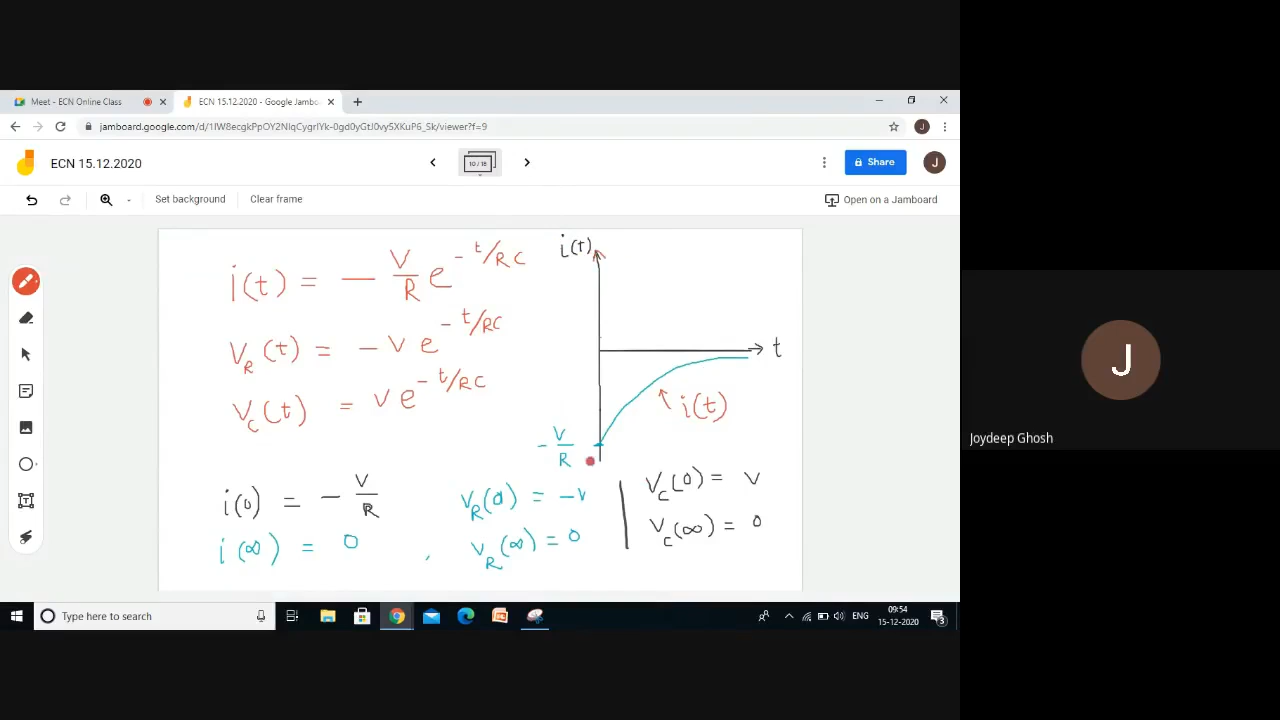 Meet - ECN Online Class
ECN 15.12.2020 - Google Jambo
jamboard.google.com/d/1IW8ecgkPpOY2NIqCygrIYk-0gd0yGtJ0vy5XKuP6_Sk/viewer?f=9
J
ECN 15.12.2020
10 / 18
Share
J
Set background
Clear frame
Open on a Jamboard
i(t) = - V/R e^(-t/RC)
V_R(t) = - V e^(-t/RC)
V_C(t) = V e^(-t/RC)
i(t)
t
i(t)
- V/R
i(0) = - V/R
i(∞) = 0 ,
V_R(0) = -V
V_R(∞) = 0
V_C(0) = V
V_C(∞) = 0
J
Joydeep Ghosh
Type here to search
ENG
09:54
15-12-2020
3